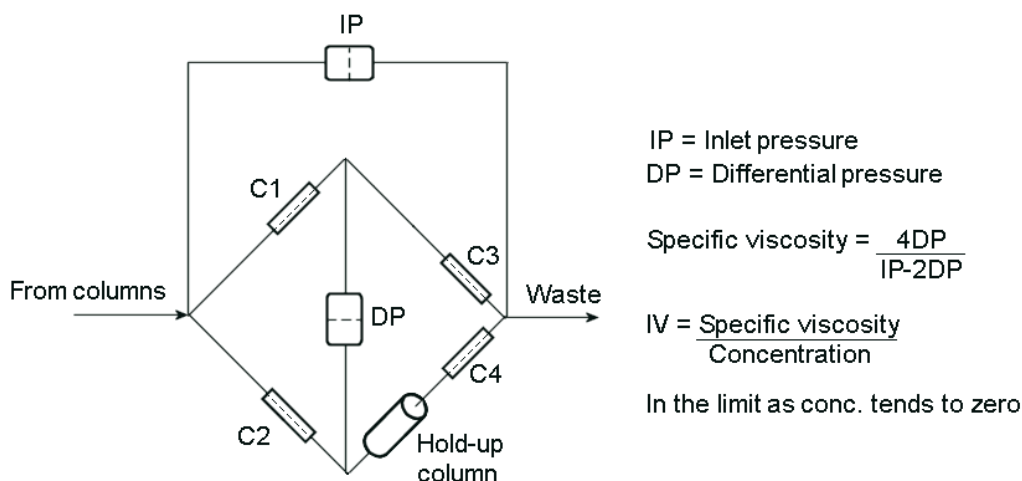 IP
C1
C3
From columns
DP
Waste
C2
C4
Hold-up
column
IP = Inlet pressure
DP = Differential pressure
Specific viscosity = 4DP
IP-2DP
IV = Specific viscosity
Concentration
In the limit as conc. tends to zero